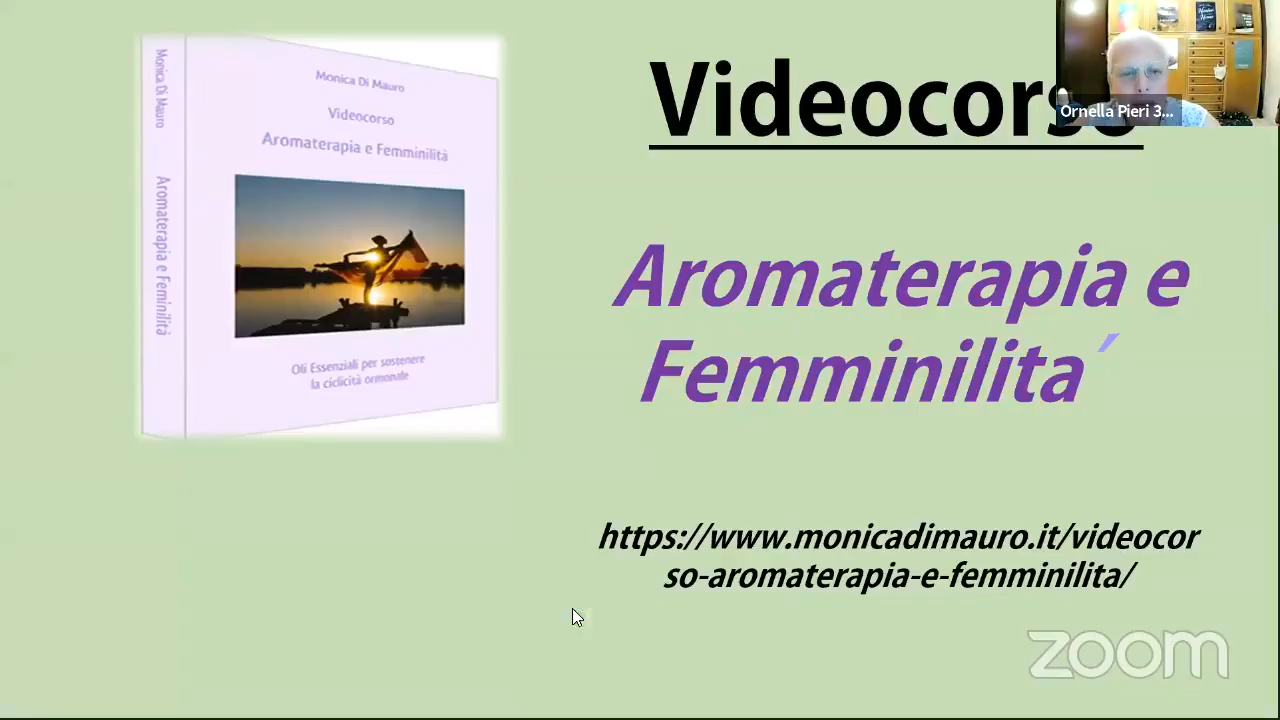 Monica Di Mauro
Aromaterapia e Feminilità
Monica Di Mauro
Videocorso
Aromaterapia e Femminilità
Oli Essenziali per sostenere
la ciclicità ormonale
Videocorso
Ornella Pieri 3...
Aromaterapia e
Femminilita´
https://www.monicadimauro.it/videocor
so-aromaterapia-e-femminilita/
zoom